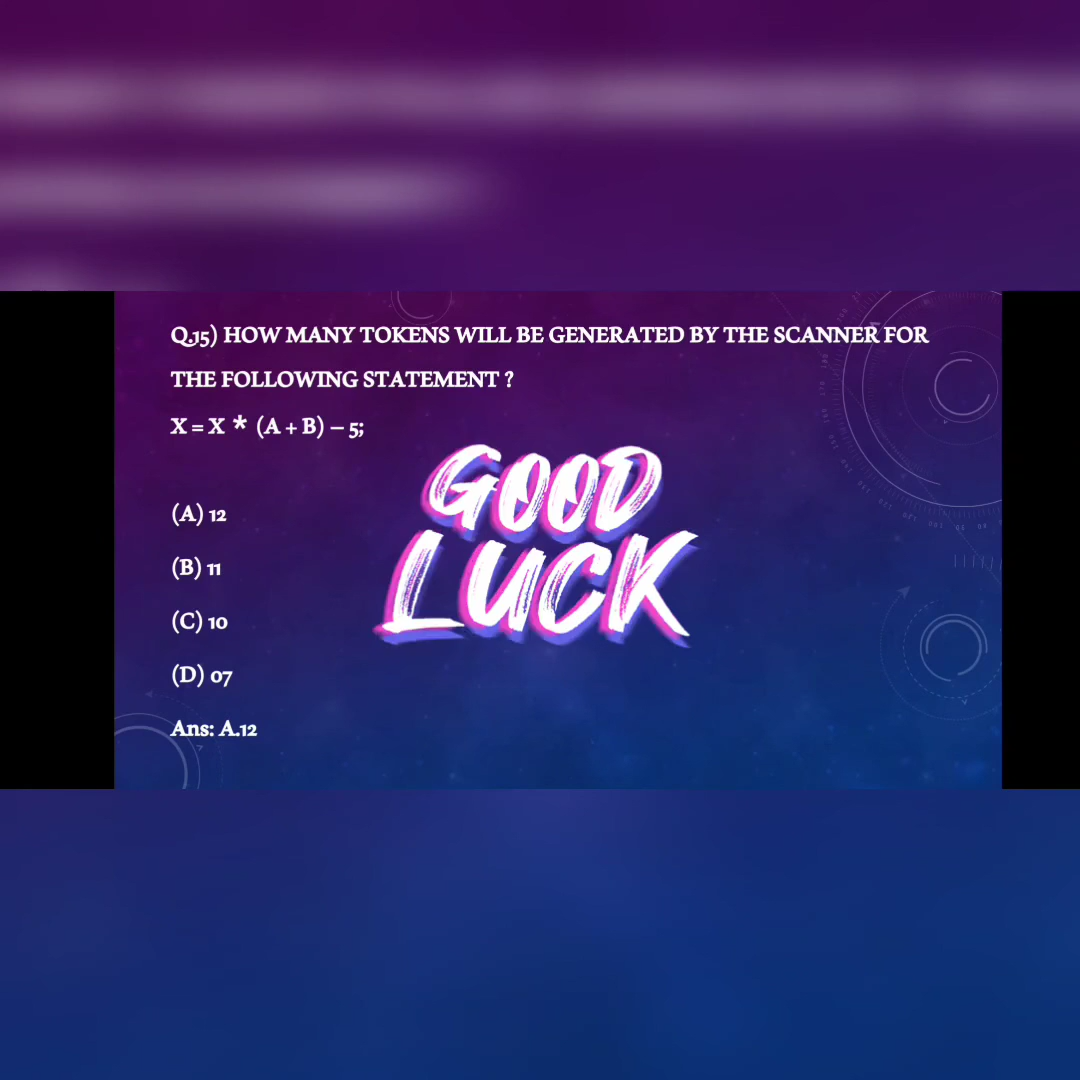 Q.15) HOW MANY TOKENS WILL BE GENERATED BY THE SCANNER FOR
THE FOLLOWING STATEMENT ?
X = X * (A + B) – 5;
GOOD
LUCK
(A) 12
(B) 11
(C) 10
(D) 07
Ans: A.12